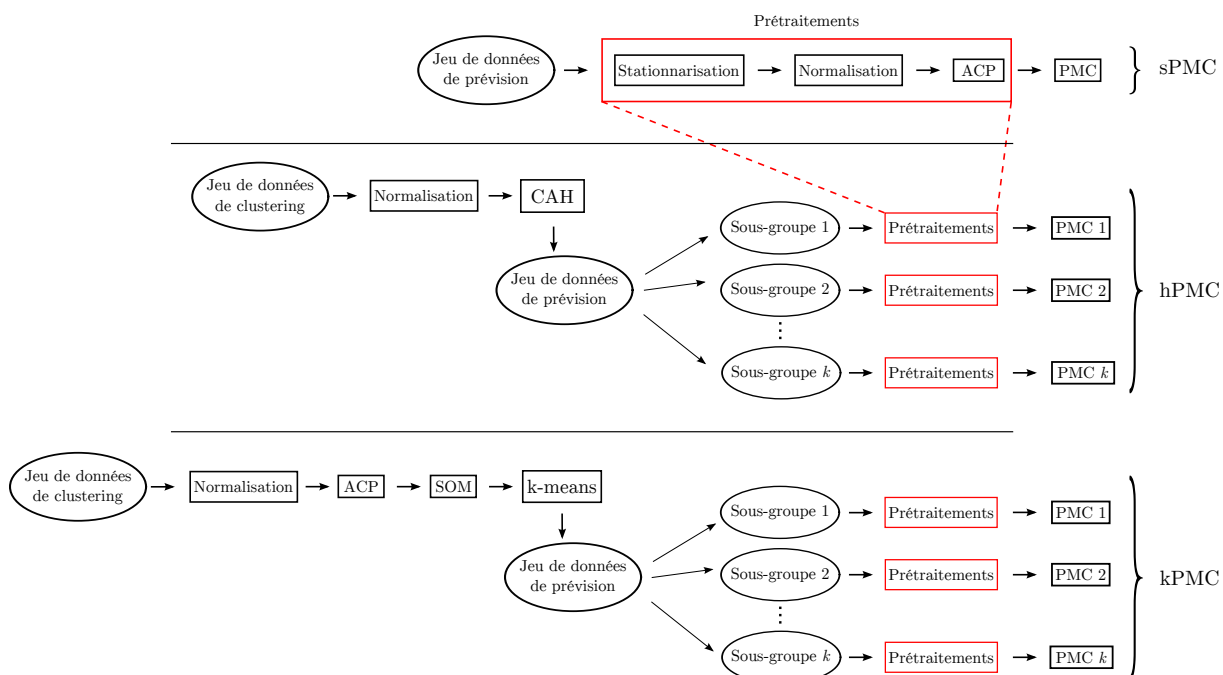 Prétraitements
Jeu de données
de prévision
Stationnarisation
Normalisation
ACP
PMC
sPMC
Jeu de données
de clustering
Normalisation
CAH
Jeu de données
de prévision
Sous-groupe 1
Prétraitements
PMC 1
Sous-groupe 2
Prétraitements
PMC 2
Sous-groupe k
Prétraitements
PMC k
hPMC
Jeu de données
de clustering
Normalisation
ACP
SOM
k-means
Jeu de données
de prévision
Sous-groupe 1
Prétraitements
PMC 1
Sous-groupe 2
Prétraitements
PMC 2
Sous-groupe k
Prétraitements
PMC k
kPMC